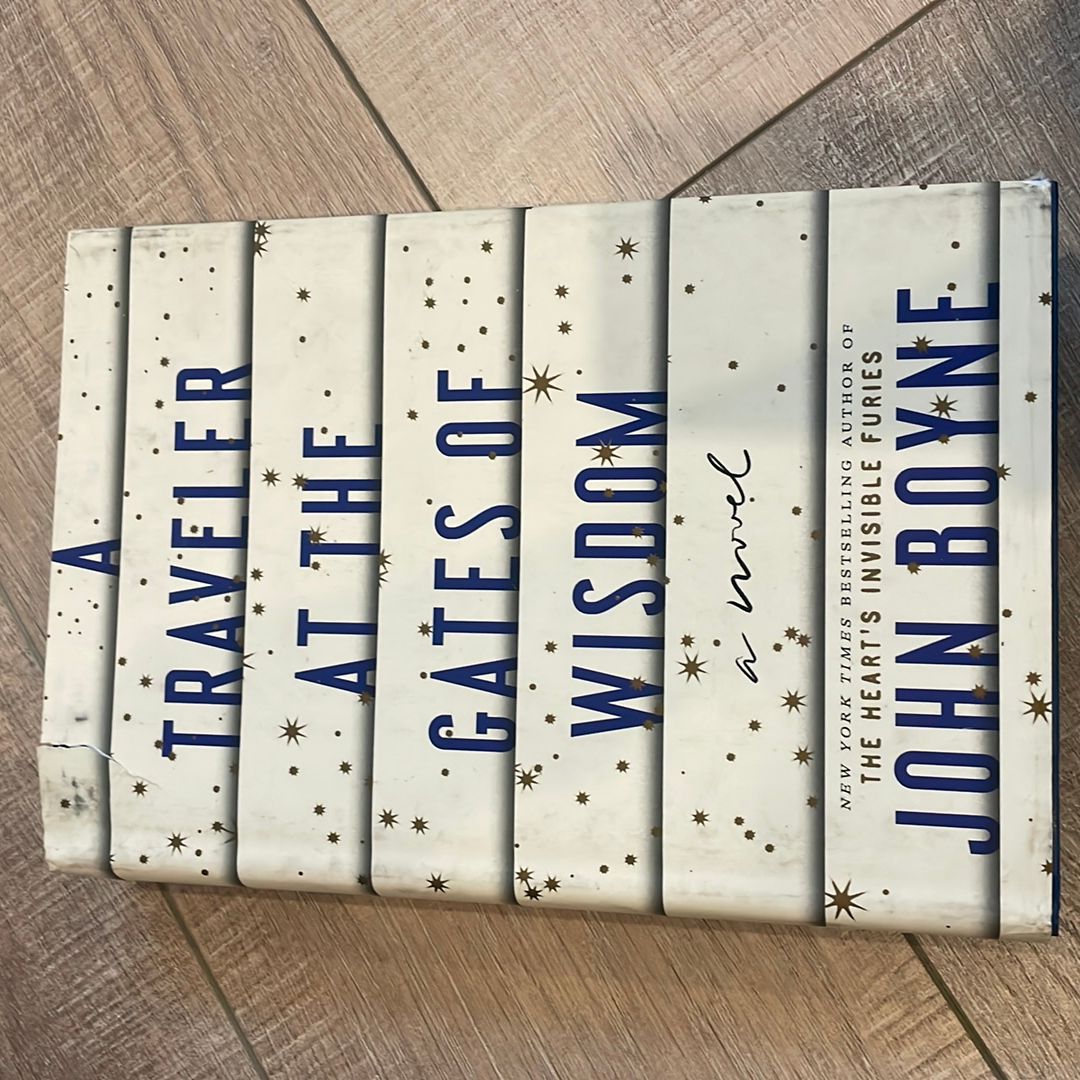 A
TRAVELER
AT THE
GATES OF
WISDOM
a novel
NEW YORK TIMES BESTSELLING AUTHOR OF
THE HEART'S INVISIBLE FURIES
JOHN BOYNE